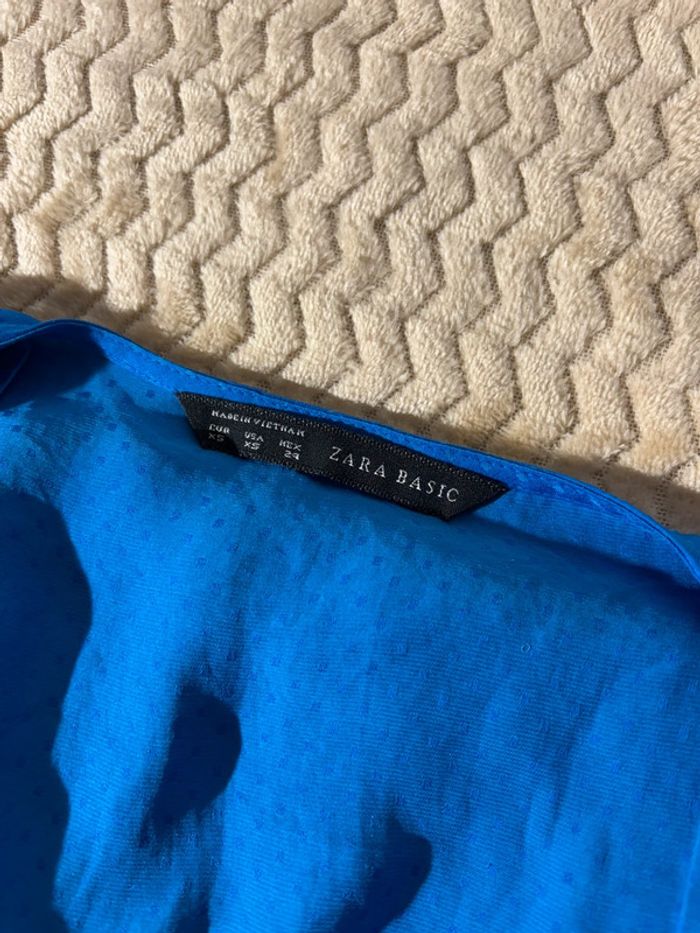 MADE IN VIETNAM
EUR USA MEX
XS XS 24
ZARA BASIC